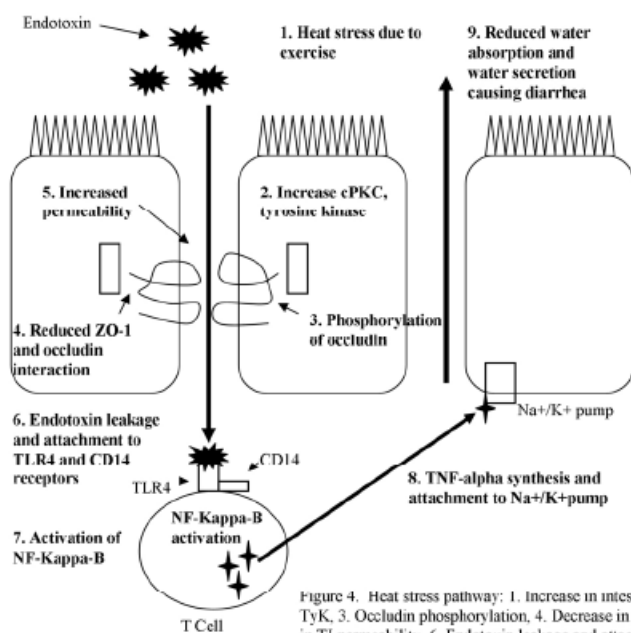 Endotoxin
1. Heat stress due to
exercise
9. Reduced water
absorption and
water secretion
causing diarrhea
5. Increased
permeability
2. Increase cPKC,
tyrosine kinase
4. Reduced ZO-1
and occludin
interaction
3. Phosphorylation
of occludin
6. Endotoxin leakage
and attachment to
TLR4 and CD14
receptors
TLR4
CD14
Na+/K+ pump
8. TNF-alpha synthesis and
attachment to Na+/K+pump
7. Activation of
NF-Kappa-B
NF-Kappa-B
activation
T Cell
Figure 4. Heat stress pathway: 1. Increase in intes
TyK, 3. Occludin phosphorylation, 4. Decrease in